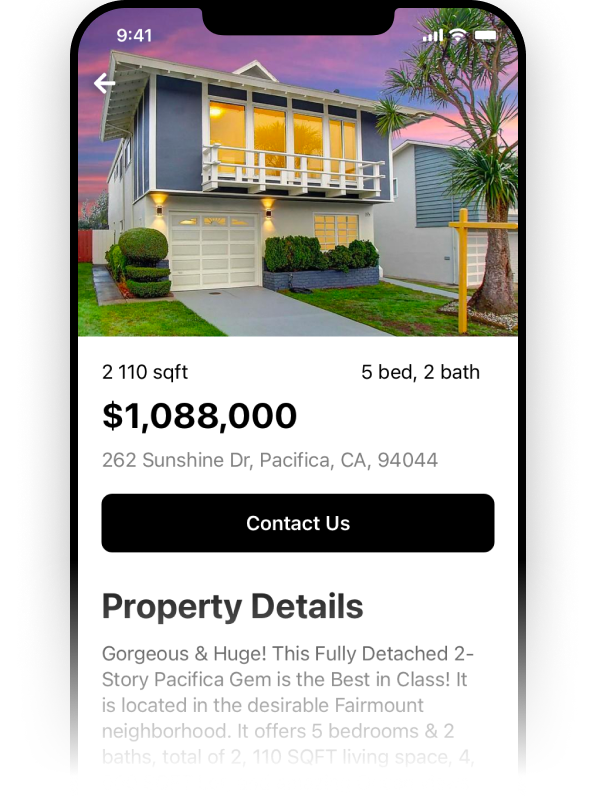 9:41
2 110 sqft 5 bed, 2 bath
$1,088,000
262 Sunshine Dr, Pacifica, CA, 94044
Contact Us
Property Details
Gorgeous & Huge! This Fully Detached 2-
Story Pacifica Gem is the Best in Class! It
is located in the desirable Fairmount
neighborhood. It offers 5 bedrooms & 2
baths, total of 2, 110 SQFT living space, 4,